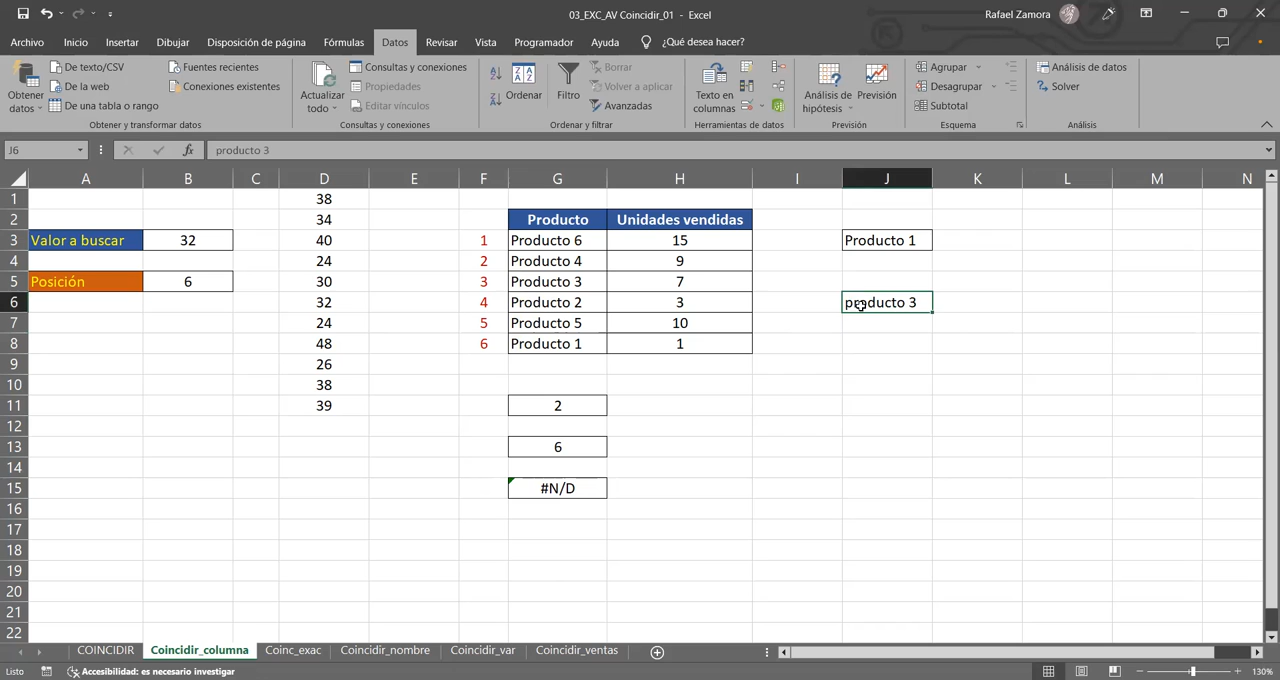 03_EXC_AV Coincidir_01 - Excel
Rafael Zamora
Archivo Inicio Insertar Dibujar Disposición de página Fórmulas Datos Revisar Vista Programador Ayuda ¿Qué desea hacer?
Obtener datos
De texto/CSV
De la web
De una tabla o rango
Fuentes recientes
Conexiones existentes
Obtener y transformar datos
Actualizar todo
Consultas y conexiones
Propiedades
Editar vínculos
Consultas y conexiones
Ordenar
Filtro
Borrar
Volver a aplicar
Avanzadas
Ordenar y filtrar
Texto en columnas
Herramientas de datos
Análisis de hipótesis
Previsión
Previsión
Agrupar
Desagrupar
Subtotal
Esquema
Análisis de datos
Solver
Análisis
J6 fx producto 3
A B C D E F G H I J K L M N
1 38
2 34 Producto Unidades vendidas
3 Valor a buscar 32 40 1 Producto 6 15 Producto 1
4 24 2 Producto 4 9
5 Posición 6 30 3 Producto 3 7
6 32 4 Producto 2 3 producto 3
7 24 5 Producto 5 10
8 48 6 Producto 1 1
9 26
10 38
11 39 2
12
13 6
14
15 #N/D
16
17
18
19
20
21
22
COINCIDIR Coincidir_columna Coinc_exac Coincidir_nombre Coincidir_var Coincidir_ventas
Listo Accesibilidad: es necesario investigar 130%